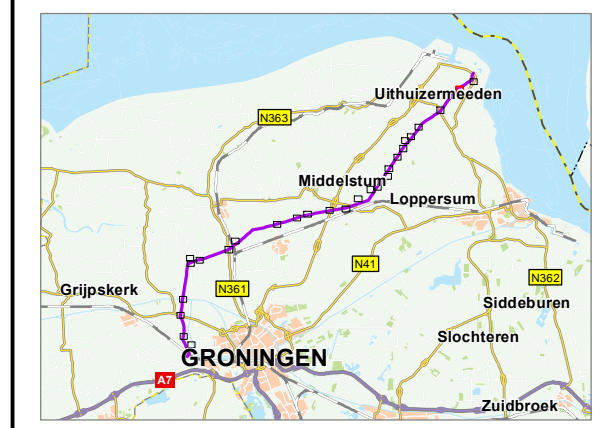 Uithuizermeeden
N363
Middelstum
Loppersum
N41
N362
Grijpskerk
N361
Siddeburen
Slochteren
GRONINGEN
A7
Zuidbroek